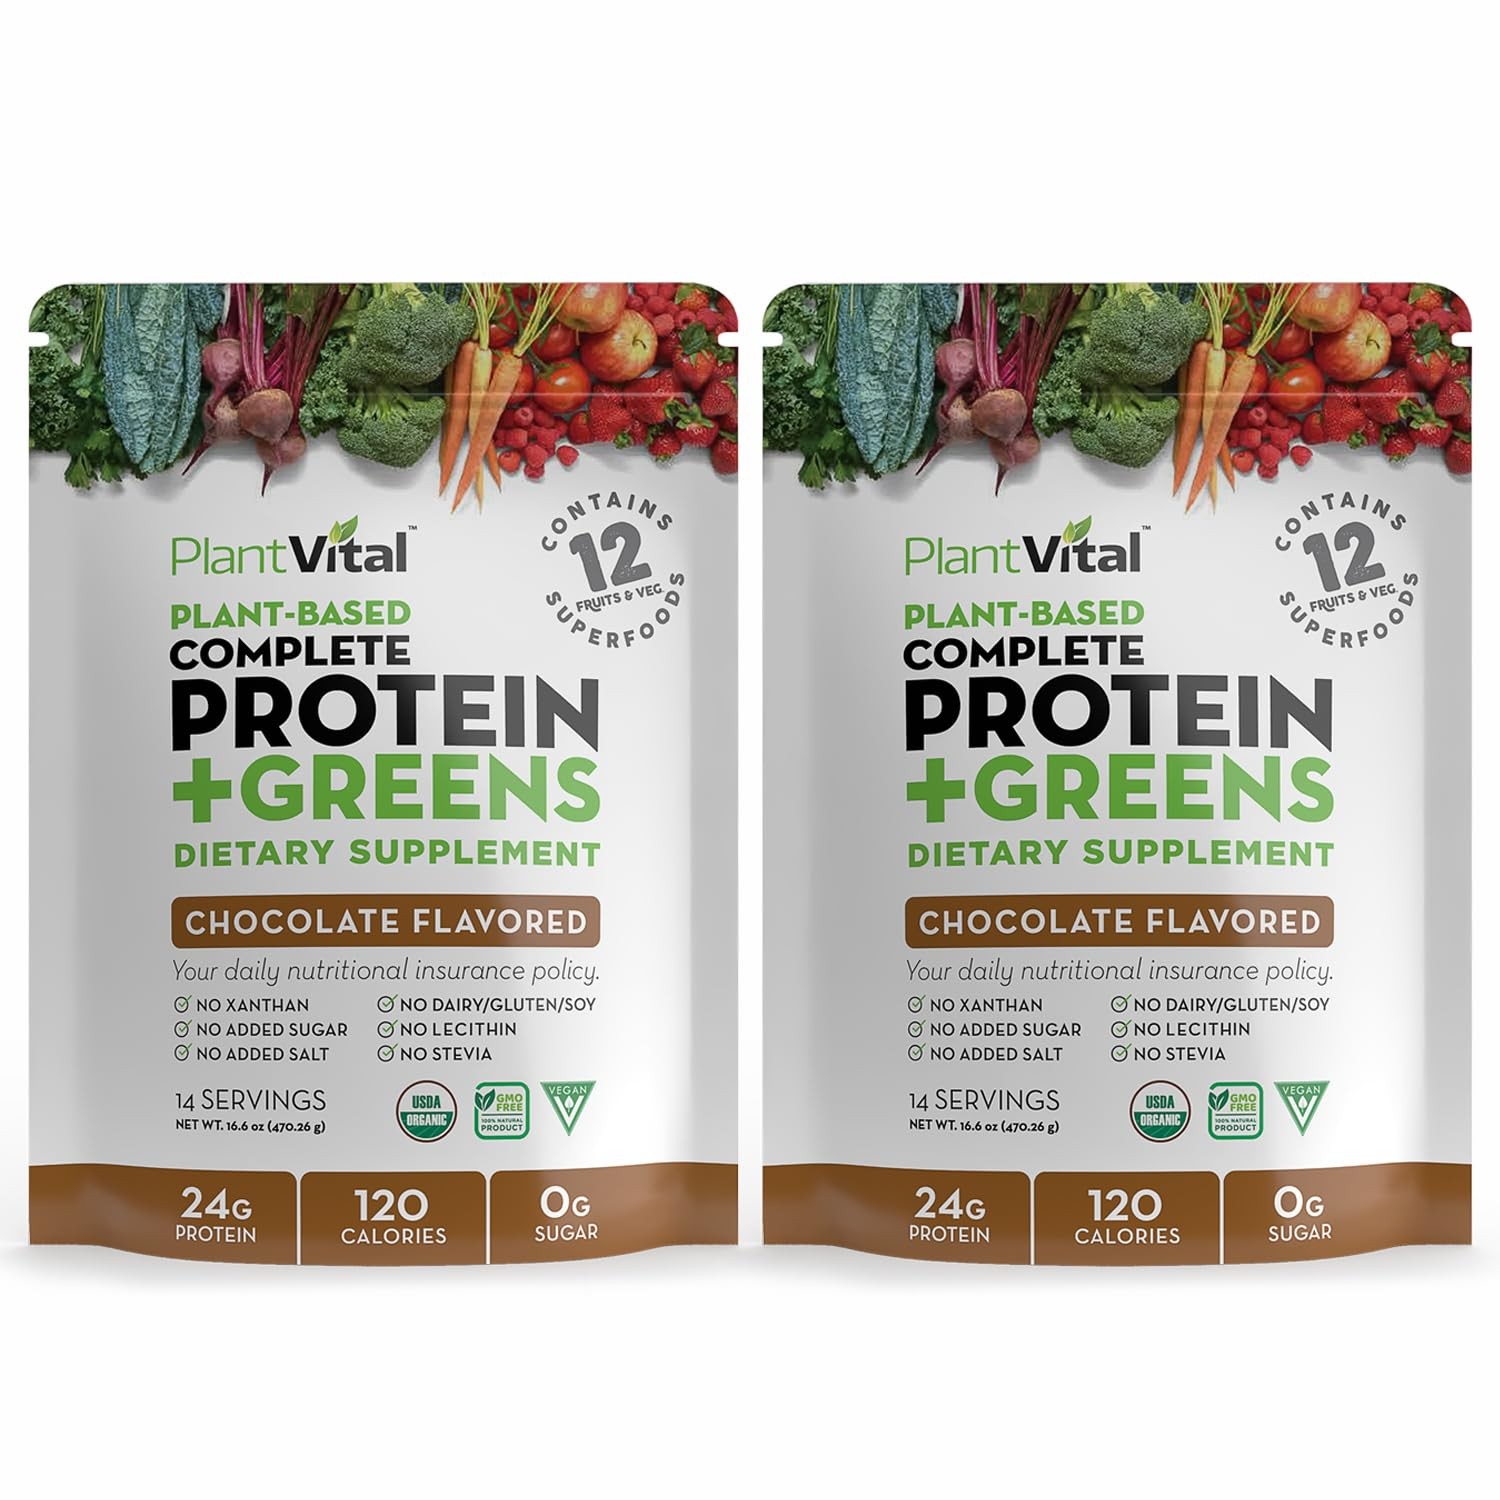 PlantVital™
CONTAINS
12
FRUITS & VEG.
SUPERFOODS
PLANT-BASED
COMPLETE
PROTEIN
+GREENS
DIETARY SUPPLEMENT
CHOCOLATE FLAVORED
Your daily nutritional insurance policy.
NO XANTHAN
NO DAIRY/GLUTEN/SOY
NO ADDED SUGAR
NO LECITHIN
NO ADDED SALT
NO STEVIA
14 SERVINGS
NET WT. 16.6 oz (470.26 g)
USDA
ORGANIC
GMO
FREE
100% NATURAL
PRODUCT
VEGAN
24G
PROTEIN
120
CALORIES
0G
SUGAR
PlantVital™
CONTAINS
12
FRUITS & VEG.
SUPERFOODS
PLANT-BASED
COMPLETE
PROTEIN
+GREENS
DIETARY SUPPLEMENT
CHOCOLATE FLAVORED
Your daily nutritional insurance policy.
NO XANTHAN
NO DAIRY/GLUTEN/SOY
NO ADDED SUGAR
NO LECITHIN
NO ADDED SALT
NO STEVIA
14 SERVINGS
NET WT. 16.6 oz (470.26 g)
USDA
ORGANIC
GMO
FREE
100% NATURAL
PRODUCT
VEGAN
24G
PROTEIN
120
CALORIES
0G
SUGAR